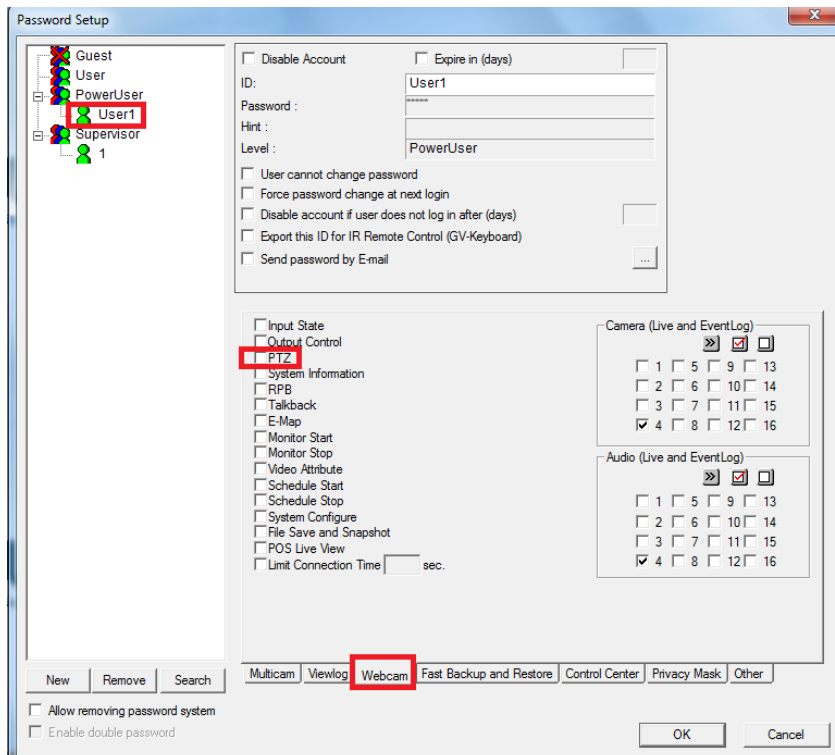 Password Setup
X
Guest
User
PowerUser
User1
Supervisor
1
Disable Account
Expire in (days)
ID:
User1
Password :
*****
Hint :
Level :
PowerUser
User cannot change password
Force password change at next login
Disable account if user does not log in after (days)
Export this ID for IR Remote Control (GV-Keyboard)
Send password by E-mail
...
Input State
Output Control
PTZ
System Information
RPB
Talkback
E-Map
Monitor Start
Monitor Stop
Video Attribute
Schedule Start
Schedule Stop
System Configure
File Save and Snapshot
POS Live View
Limit Connection Time sec.
Camera (Live and EventLog)
1 5 9 13
2 6 10 14
3 7 11 15
4 8 12 16
Audio (Live and EventLog)
1 5 9 13
2 6 10 14
3 7 11 15
4 8 12 16
Multicam Viewlog Webcam Fast Backup and Restore Control Center Privacy Mask Other
New Remove Search
Allow removing password system
Enable double password
OK Cancel